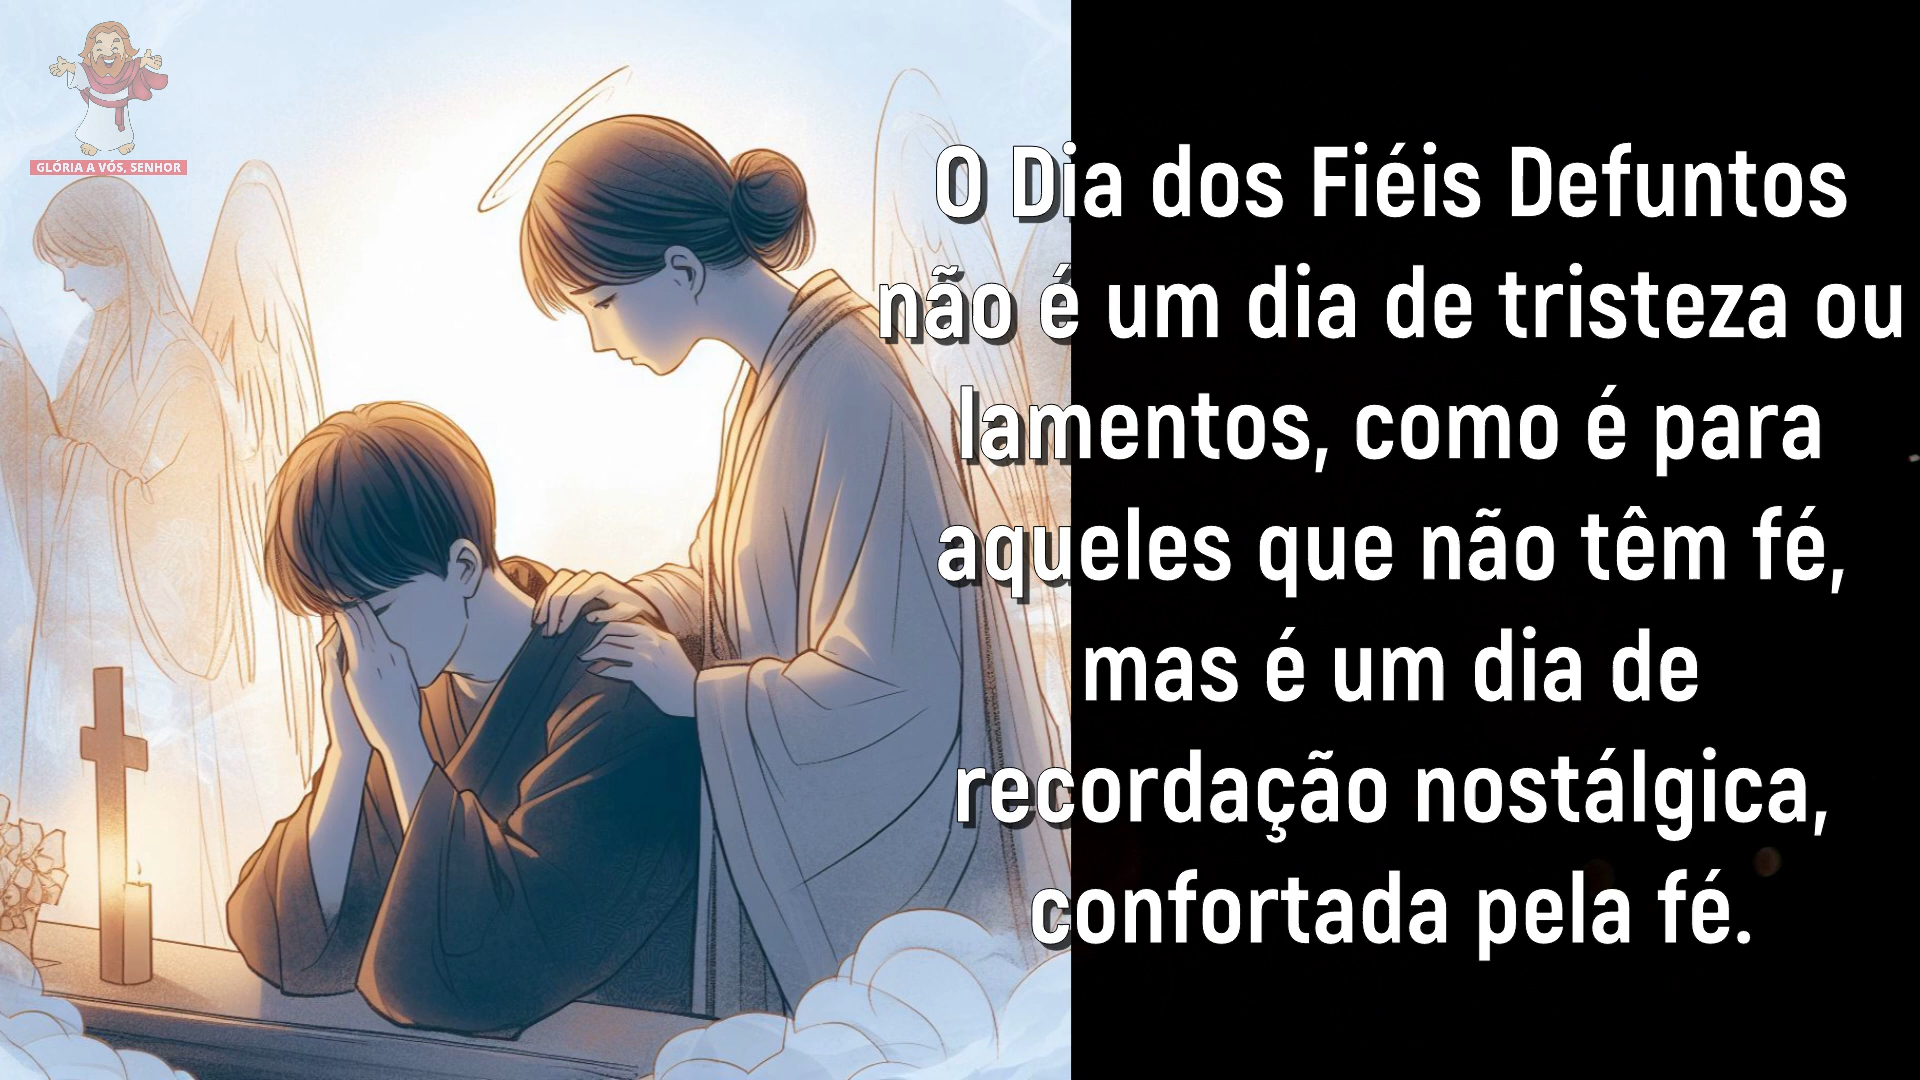 GLÓRIA A VÓS, SENHOR
O Dia dos Fiéis Defuntos
não é um dia de tristeza ou
lamentos, como é para
aqueles que não têm fé,
mas é um dia de
recordação nostálgica,
confortada pela fé.